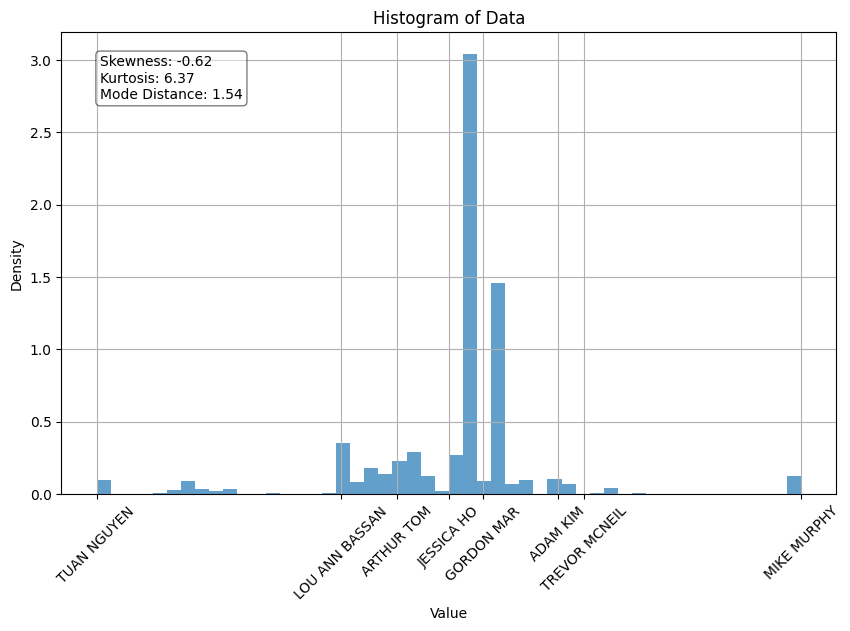 Histogram of Data
Skewness: -0.62
Kurtosis: 6.37
Mode Distance: 1.54
3.0
2.5
2.0
1.5
1.0
0.5
0.0
Density
TUAN NGUYEN
LOU ANN BASSAN
ARTHUR TOM
JESSICA HO
GORDON MAR
ADAM KIM
TREVOR MCNEIL
MIKE MURPHY
Value